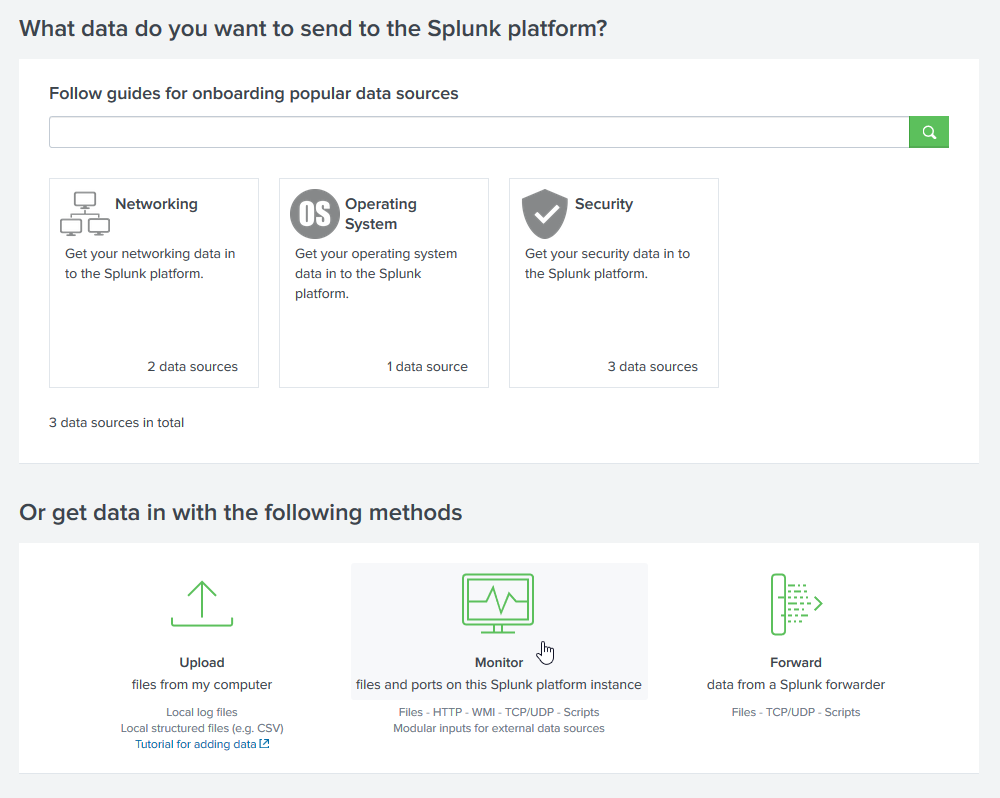 What data do you want to send to the Splunk platform?
Follow guides for onboarding popular data sources
Networking
Get your networking data in
to the Splunk platform.
2 data sources
OS
Operating
System
Get your operating system
data in to the Splunk
platform.
1 data source
Security
Get your security data in to
the Splunk platform.
3 data sources
3 data sources in total
Or get data in with the following methods
Upload
files from my computer
Local log files
Local structured files (e.g. CSV)
Tutorial for adding data
Monitor
files and ports on this Splunk platform instance
Files - HTTP - WMI - TCP/UDP - Scripts
Modular inputs for external data sources
Forward
data from a Splunk forwarder
Files - TCP/UDP - Scripts